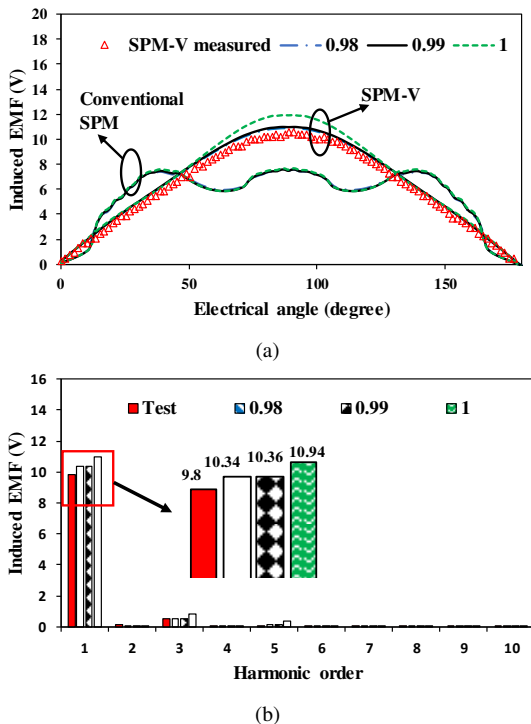 20
18
16
14
12
10
8
6
4
2
0
Induced EMF (V)
SPM-V measured 0.98 0.99 1
Conventional
SPM
SPM-V
0 50 100 150
Electrical angle (degree)
(a)
16
14
12
10
8
6
4
2
0
Induced EMF (V)
Test 0.98 0.99 1
9.8 10.34 10.36 10.94
1 2 3 4 5 6 7 8 9 10
Harmonic order
(b)